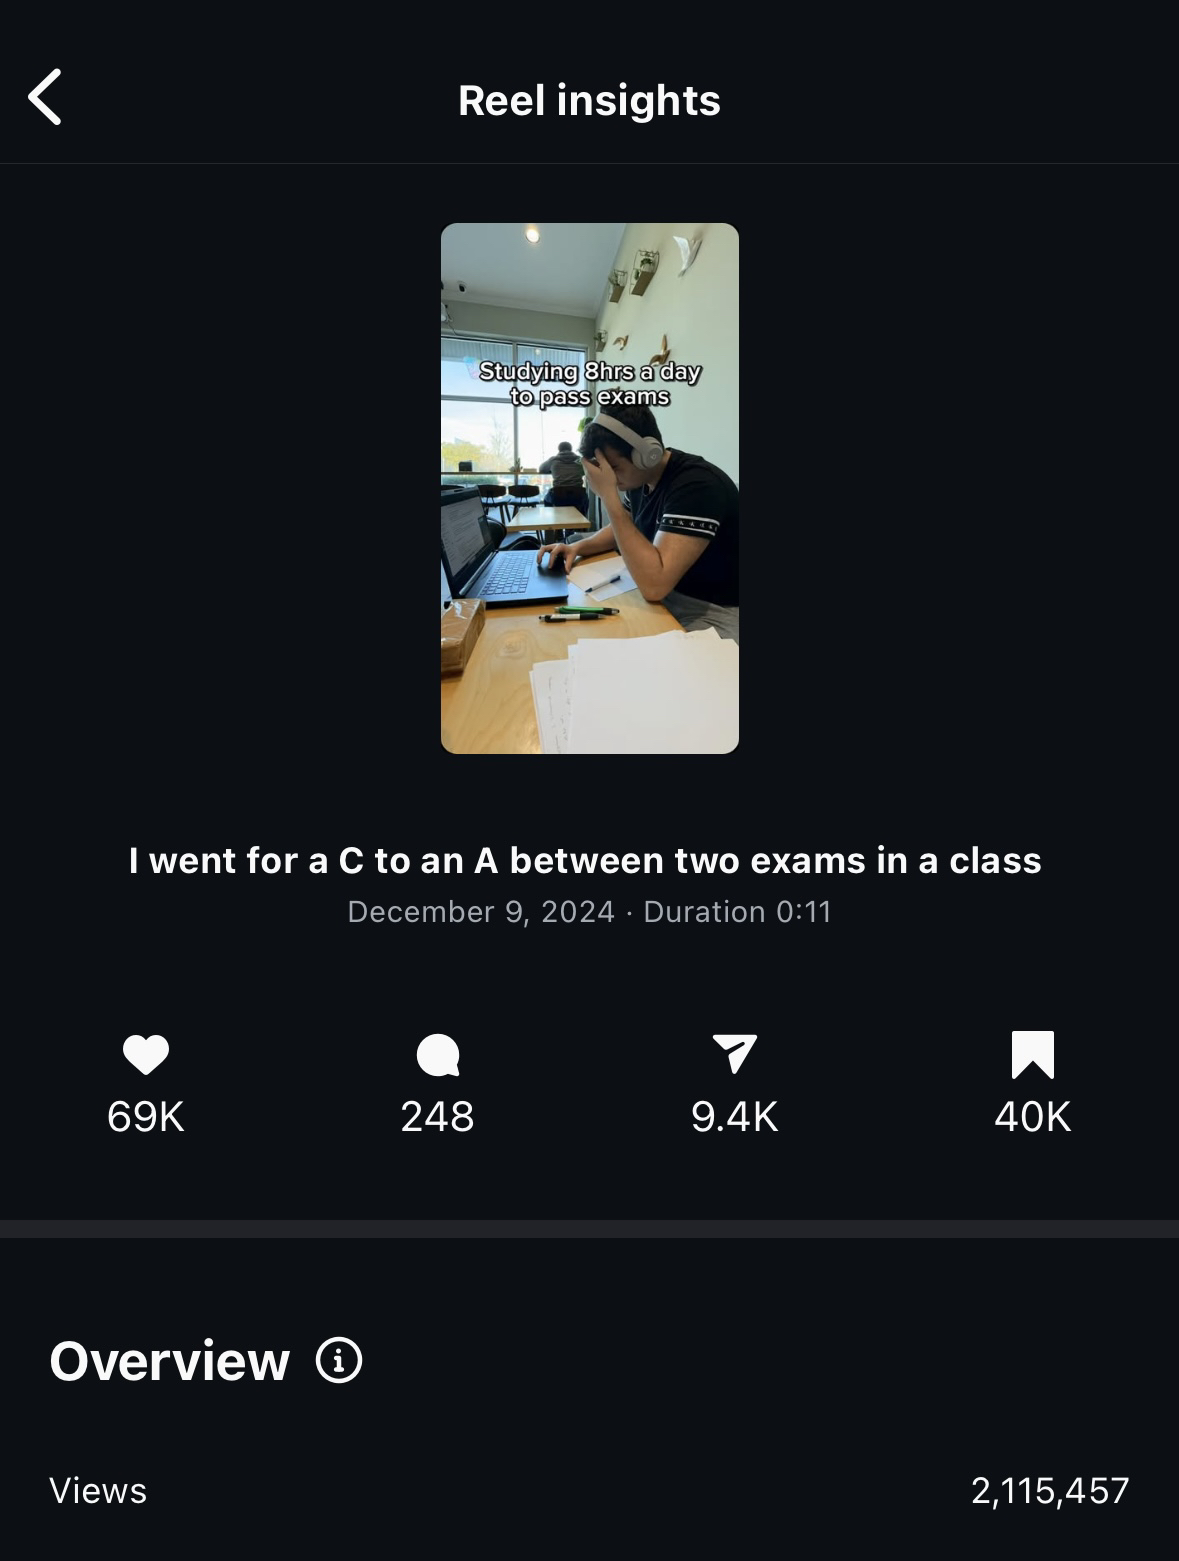 Reel insights
Studying 8hrs a day
to pass exams
I went for a C to an A between two exams in a class
December 9, 2024 · Duration 0:11
69K
248
9.4K
40K
Overview
Views
2,115,457